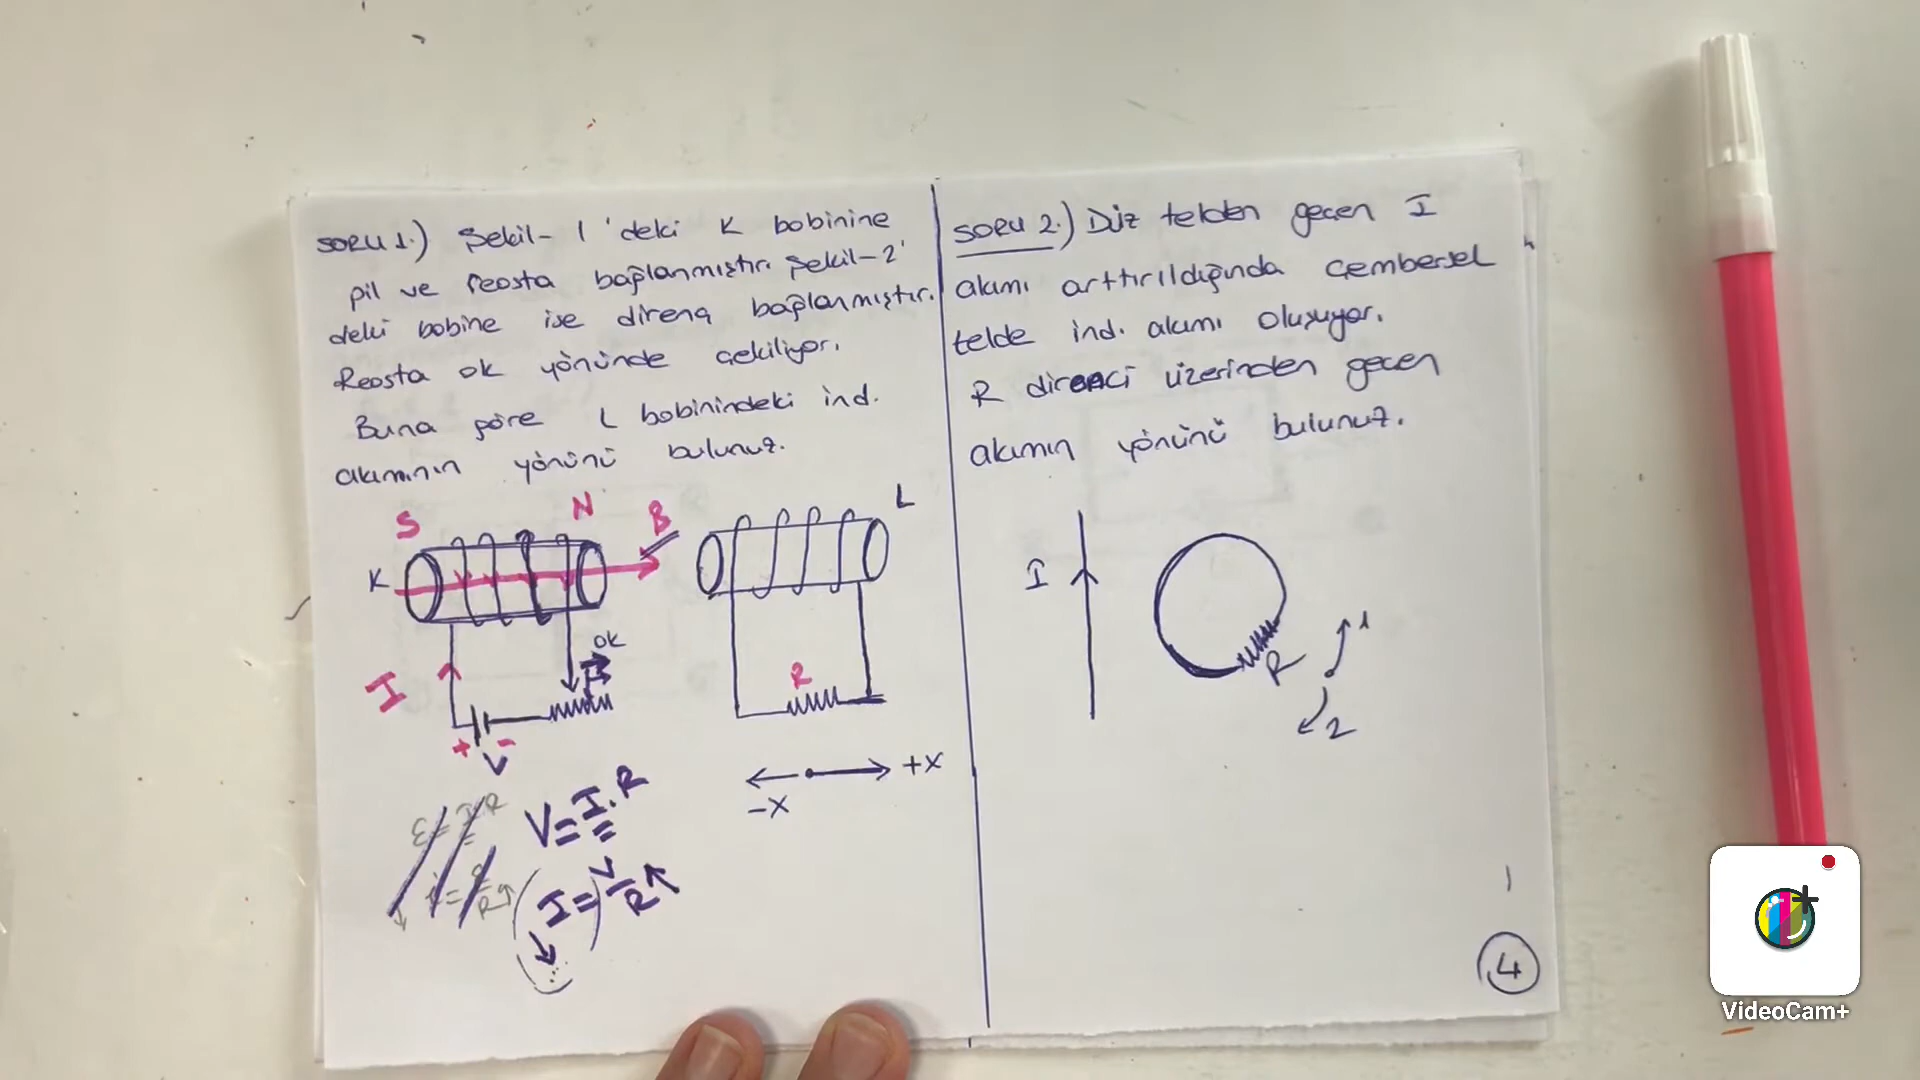 SORU 1.) Şekil-1 'deki K bobinine
pil ve reosta bağlanmıştır. Şekil-2'
deki bobine ise direnç bağlanmıştır.
Reosta ok yönünde çekiliyor.
Buna göre L bobinindeki ind.
akımının yönünü bulunuz.
S N B
K
L
I
ok
+ -
V
R
-X +X
V = I.R
I = V/R
SORU 2.) Düz telden geçen I
akımı arttırıldığında çembersel
telde ind. akımı oluşuyor.
R direnci üzerinden geçen
akımın yönünü bulunuz.
I
R
1
2
4
VideoCam+